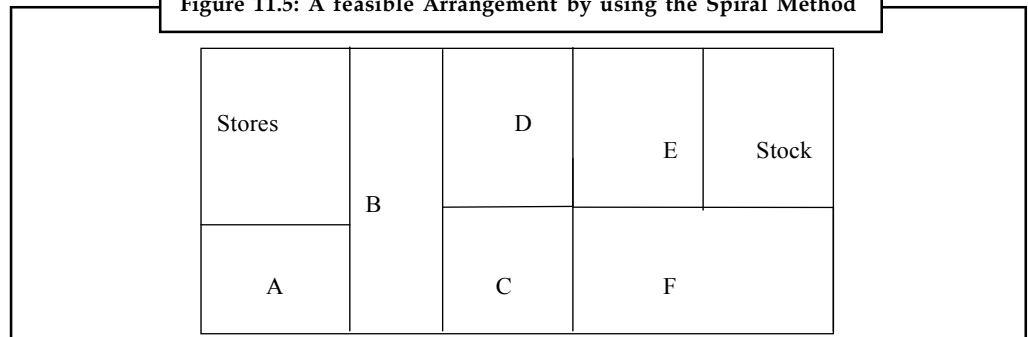 Figure 11.5: A feasible Arrangement by using the Spiral Method
Stores
D
E
Stock
B
A
C
F